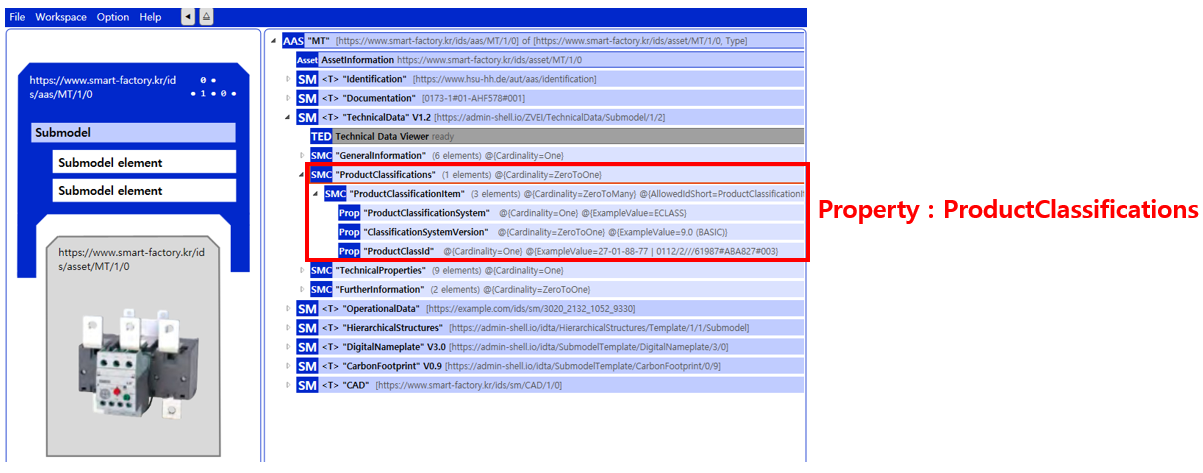 File Workspace Option Help
https://www.smart-factory.kr/id
s/aas/MT/1/0
Submodel
Submodel element
Submodel element
https://www.smart-factory.kr/id
s/asset/MT/1/0
AAS "MT" [https://www.smart-factory.kr/ids/aas/MT/1/0] of [https://www.smart-factory.kr/ids/asset/MT/1/0, Type]
Asset AssetInformation https://www.smart-factory.kr/ids/asset/MT/1/0
SM <T> "Identification" [https://www.hsu-hh.de/aut/aas/identification]
SM <T> "Documentation" [0173-1#01-AHF578#001]
SM <T> "TechnicalData" V1.2 [https://admin-shell.io/ZVEI/TechnicalData/Submodel/1/2]
TED Technical Data Viewer ready
SMC "GeneralInformation" (6 elements) @{Cardinality=One}
SMC "ProductClassifications" (1 elements) @{Cardinality=ZeroToOne}
SMC "ProductClassificationItem" (3 elements) @{Cardinality=ZeroToMany} @{AllowedIdShort=ProductClassificationI
Prop "ProductClassificationSystem" @{Cardinality=One} @{ExampleValue=ECLASS}
Prop "ClassificationSystemVersion" @{Cardinality=ZeroToOne} @{ExampleValue=9.0 (BASIC)}
Prop "ProductClassId" @{Cardinality=One} @{ExampleValue=27-01-88-77 | 0112/2///61987#ABA827#003}
SMC "TechnicalProperties" (9 elements) @{Cardinality=One}
SMC "FurtherInformation" (2 elements) @{Cardinality=ZeroToOne}
SM <T> "OperationalData" [https://example.com/ids/sm/3020_2132_1052_9330]
SM <T> "HierarchicalStructures" [https://admin-shell.io/idta/HierarchicalStructures/Template/1/1/Submodel]
SM <T> "DigitalNameplate" V3.0 [https://admin-shell.io/idta/SubmodelTemplate/DigitalNameplate/3/0]
SM <T> "CarbonFootprint" V0.9 [https://admin-shell.io/idta/SubmodelTemplate/CarbonFootprint/0/9]
SM <T> "CAD" [https://www.smart-factory.kr/ids/sm/CAD/1/0]
Property : ProductClassifications